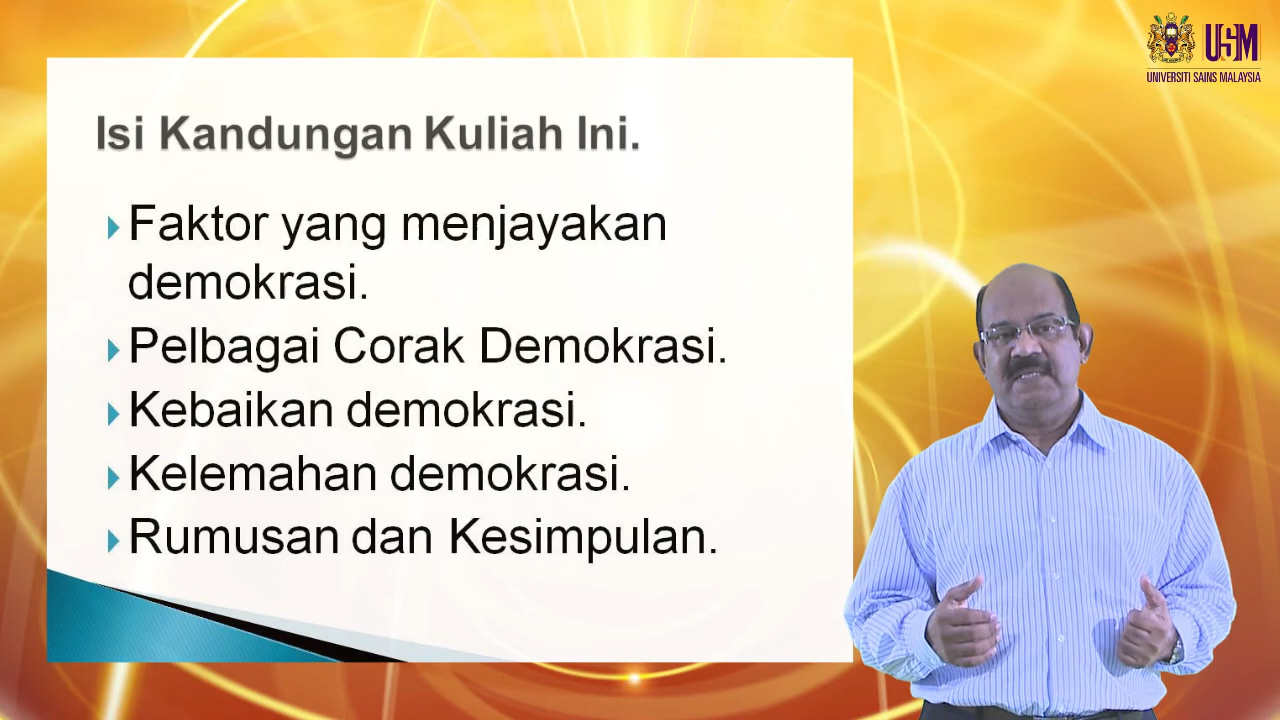 USM
UNIVERSITI SAINS MALAYSIA
Isi Kandungan Kuliah Ini.
Faktor yang menjayakan
demokrasi.
Pelbagai Corak Demokrasi.
Kebaikan demokrasi.
Kelemahan demokrasi.
Rumusan dan Kesimpulan.